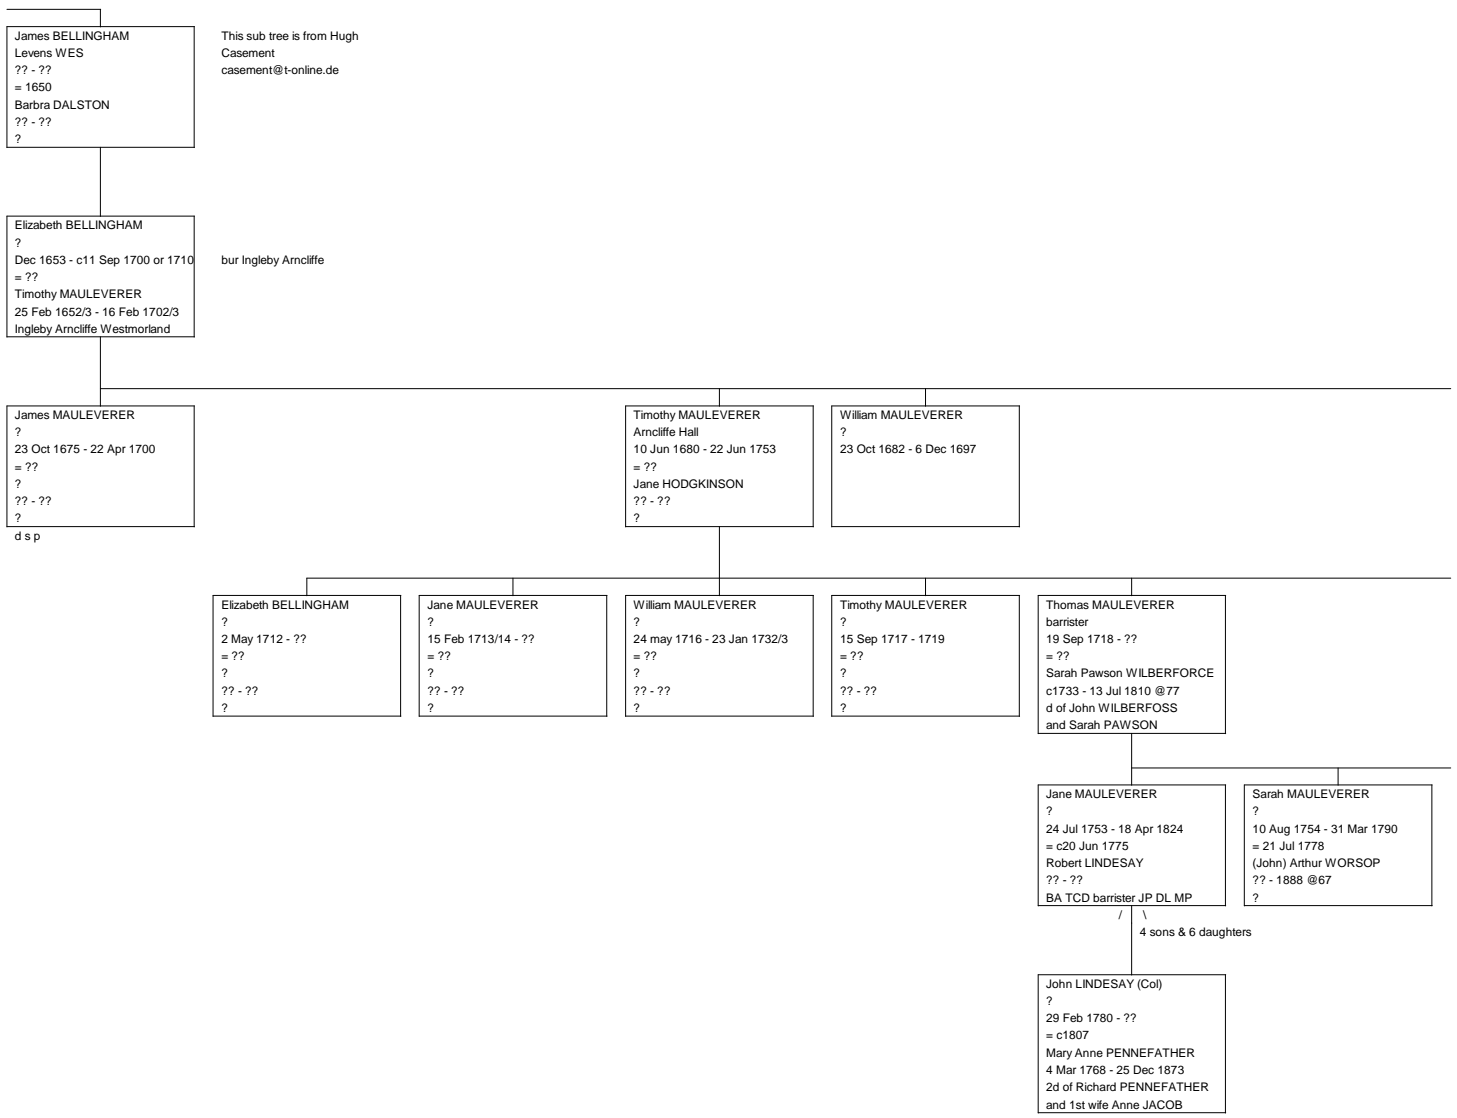 James BELLINGHAM
Levens WES
?? - ??
= 1650
Barbra DALSTON
?? - ??
?
This sub tree is from Hugh
Casement
casement@t-online.de
Elizabeth BELLINGHAM
?
Dec 1653 - c11 Sep 1700 or 1710
= ??
Timothy MAULEVERER
25 Feb 1652/3 - 16 Feb 1702/3
Ingleby Arncliffe Westmorland
bur Ingleby Arncliffe
James MAULEVERER
?
23 Oct 1675 - 22 Apr 1700
= ??
?
?? - ??
?
d s p
Timothy MAULEVERER
Arncliffe Hall
10 Jun 1680 - 22 Jun 1753
= ??
Jane HODGKINSON
?? - ??
?
William MAULEVERER
?
23 Oct 1682 - 6 Dec 1697
Elizabeth BELLINGHAM
?
2 May 1712 - ??
= ??
?
?? - ??
?
Jane MAULEVERER
?
15 Feb 1713/14 - ??
= ??
?
?? - ??
?
William MAULEVERER
?
24 may 1716 - 23 Jan 1732/3
= ??
?
?? - ??
?
Timothy MAULEVERER
?
15 Sep 1717 - 1719
= ??
?
?? - ??
?
Thomas MAULEVERER
barrister
19 Sep 1718 - ??
= ??
Sarah Pawson WILBERFORCE
c1733 - 13 Jul 1810 @77
d of John WILBERFOSS
and Sarah PAWSON
Jane MAULEVERER
?
24 Jul 1753 - 18 Apr 1824
= c20 Jun 1775
Robert LINDESAY
?? - ??
BA TCD barrister JP DL MP
/ \
4 sons & 6 daughters
Sarah MAULEVERER
?
10 Aug 1754 - 31 Mar 1790
= 21 Jul 1778
(John) Arthur WORSOP
?? - 1888 @67
?
John LINDESAY (Col)
?
29 Feb 1780 - ??
= c1807
Mary Anne PENNEFATHER
4 Mar 1768 - 25 Dec 1873
2d of Richard PENNEFATHER
and 1st wife Anne JACOB